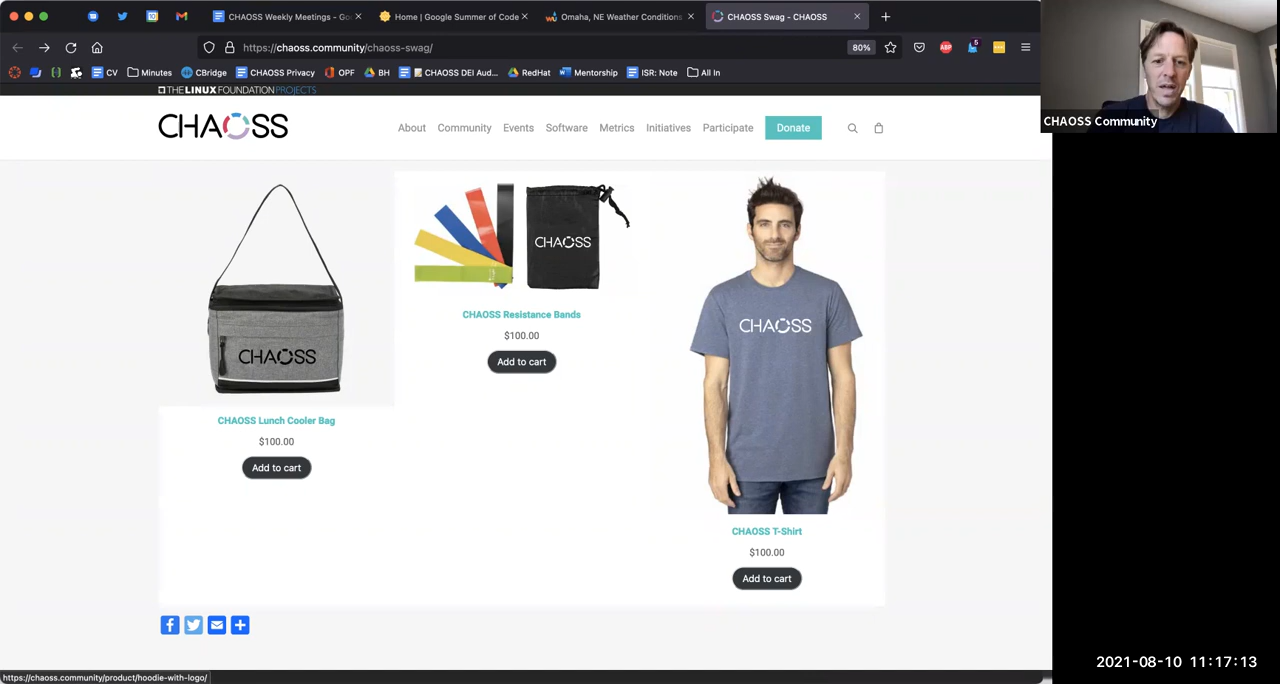 CHAOSS Weekly Meetings - Goo
Home | Google Summer of Code
Omaha, NE Weather Conditions
CHAOSS Swag - CHAOSS
https://chaoss.community/chaoss-swag/
80%
ABP
5
CV
Minutes
CBridge
CHAOSS Privacy
OPF
BH
CHAOSS DEI Aud...
RedHat
Mentorship
ISR: Note
All In
THE LINUX FOUNDATION PROJECTS
CHAOSS
About
Community
Events
Software
Metrics
Initiatives
Participate
Donate
CHAOSS Community
CHAOSS
CHAOSS Lunch Cooler Bag
$100.00
Add to cart
CHAOSS
CHAOSS Resistance Bands
$100.00
Add to cart
CHAOSS
CHAOSS T-Shirt
$100.00
Add to cart
https://chaoss.community/product/hoodie-with-logo/
2021-08-10 11:17:13